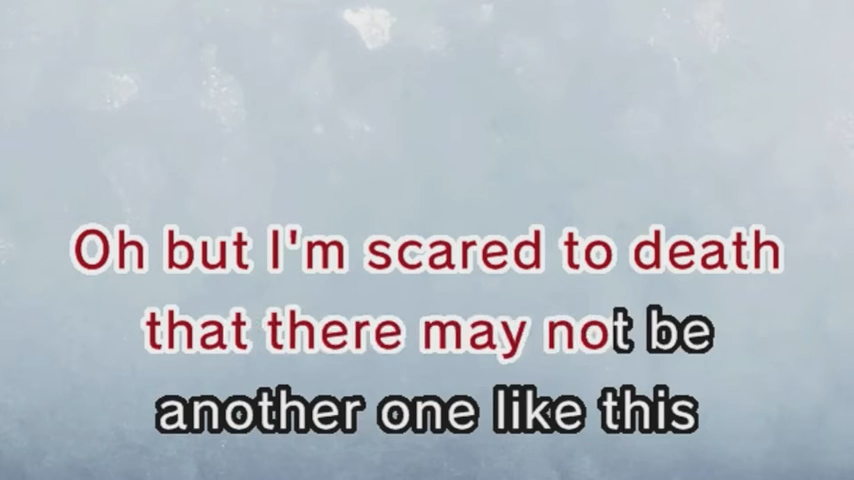 Oh but I'm scared to death
that there may not be
another one like this